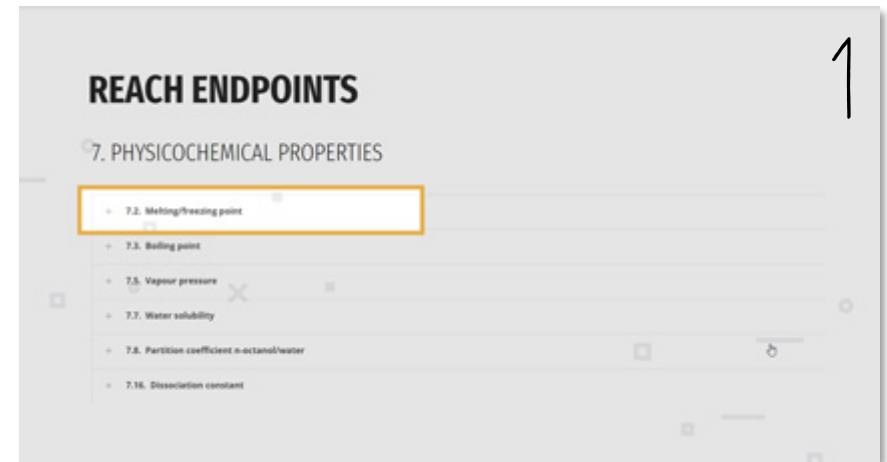 1
REACH ENDPOINTS
7. PHYSICOCHEMICAL PROPERTIES
+ 7.2. Melting/freezing point
+ 7.3. Boiling point
+ 7.5. Vapour pressure
+ 7.7. Water solubility
+ 7.8. Partition coefficient n-octanol/water
+ 7.16. Dissociation constant